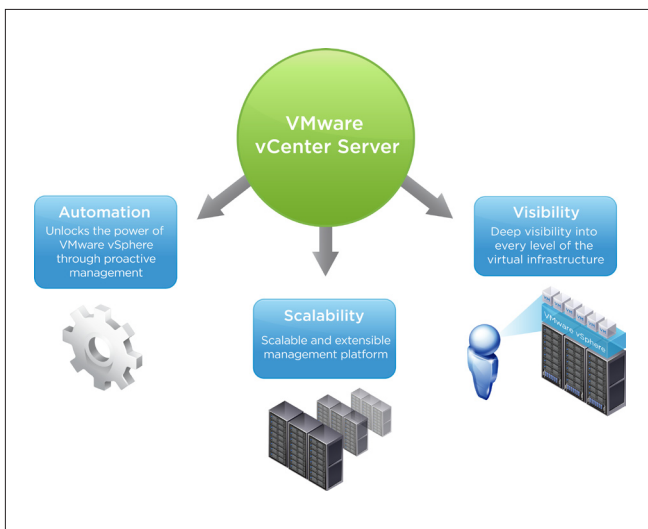 VMware
vCenter Server
Automation
Unlocks the power of
VMware vSphere
through proactive
management
Scalability
Scalable and extensible
management platform
Visibility
Deep visibility into
every level of the
virtual infrastructure
VMware vSphere